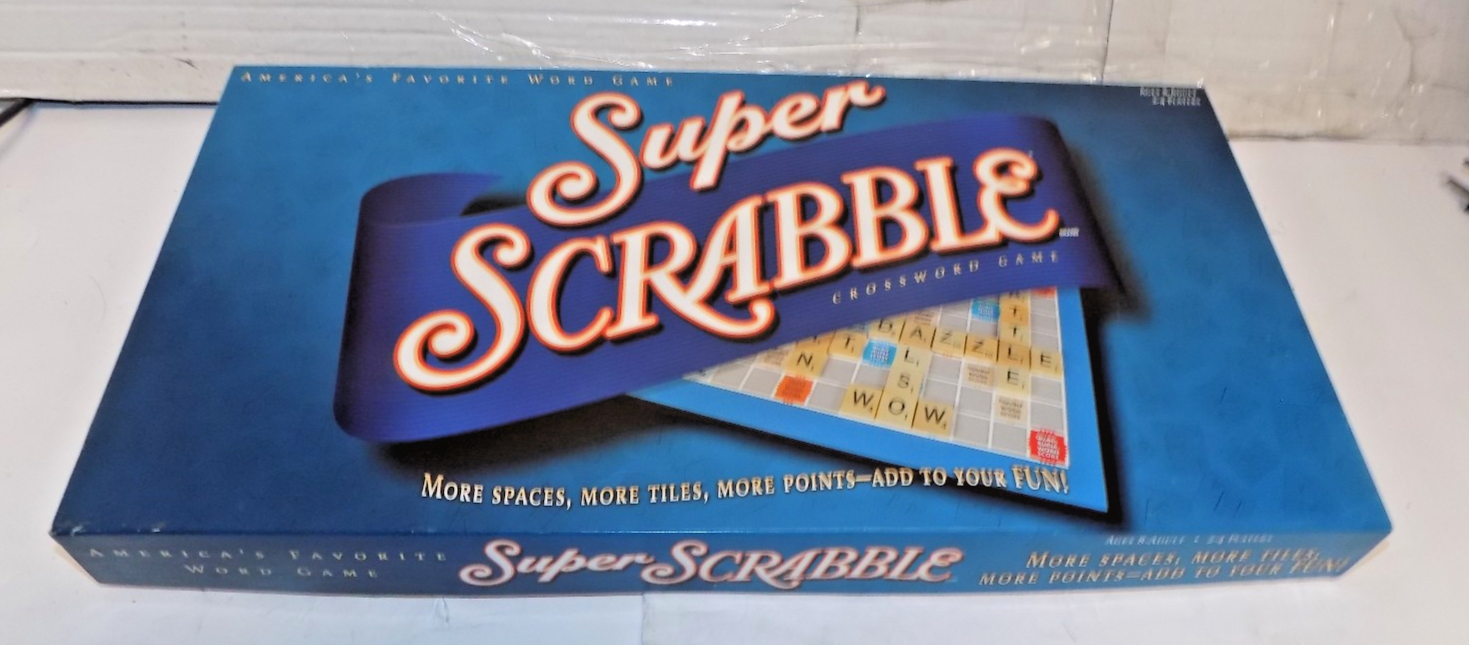 AMERICA'S FAVORITE WORD GAME
Super
SCRABBLE
CROSSWORD GAME
DAZZLE
WOW
MORE SPACES, MORE TILES, MORE POINTS—ADD TO YOUR FUN!
AMERICA'S FAVORITE
WORD GAME
Super SCRABBLE
MORE SPACES, MORE TILES,
MORE POINTS—ADD TO YOUR FUN!